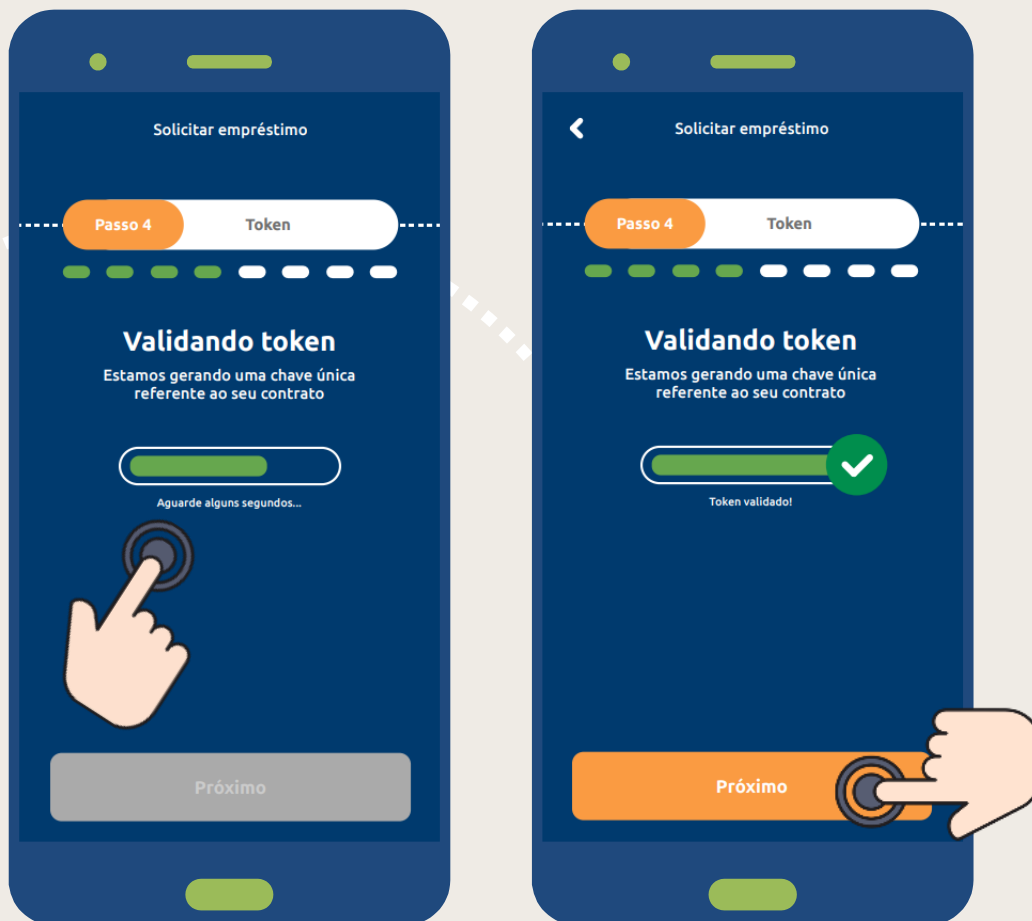 Solicitar empréstimo
Passo 4
Token
Validando token
Estamos gerando uma chave única
referente ao seu contrato
Aguarde alguns segundos...
Próximo
Solicitar empréstimo
Passo 4
Token
Validando token
Estamos gerando uma chave única
referente ao seu contrato
Token validado!
Próximo